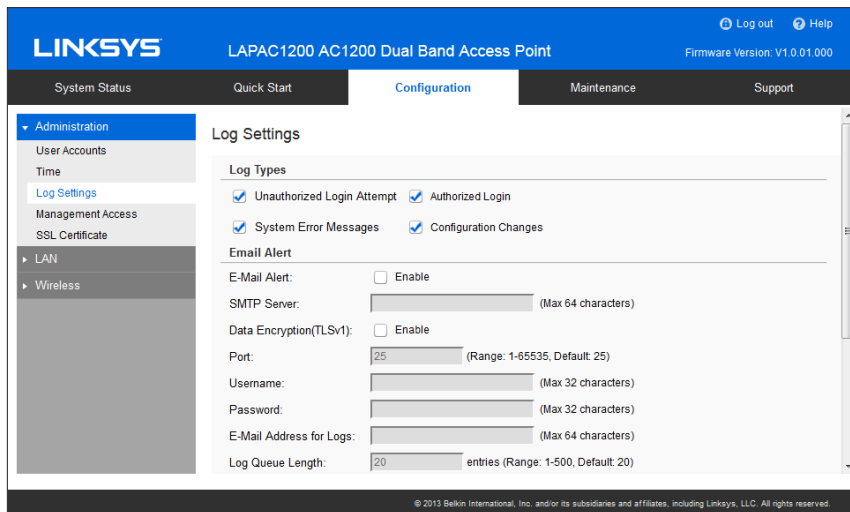 Log out Help
LINKSYS LAPAC1200 AC1200 Dual Band Access Point Firmware Version: V1.0.01.000
System Status Quick Start Configuration Maintenance Support
Administration
User Accounts
Time
Log Settings
Management Access
SSL Certificate
LAN
Wireless
Log Settings
Log Types
Unauthorized Login Attempt Authorized Login
System Error Messages Configuration Changes
Email Alert
E-Mail Alert: Enable
SMTP Server: (Max 64 characters)
Data Encryption(TLSv1): Enable
Port: 25 (Range: 1-65535, Default: 25)
Username: (Max 32 characters)
Password: (Max 32 characters)
E-Mail Address for Logs: (Max 64 characters)
Log Queue Length: 20 entries (Range: 1-500, Default: 20)
© 2013 Belkin International, Inc. and/or its subsidiaries and affiliates, including Linksys, LLC. All rights reserved.